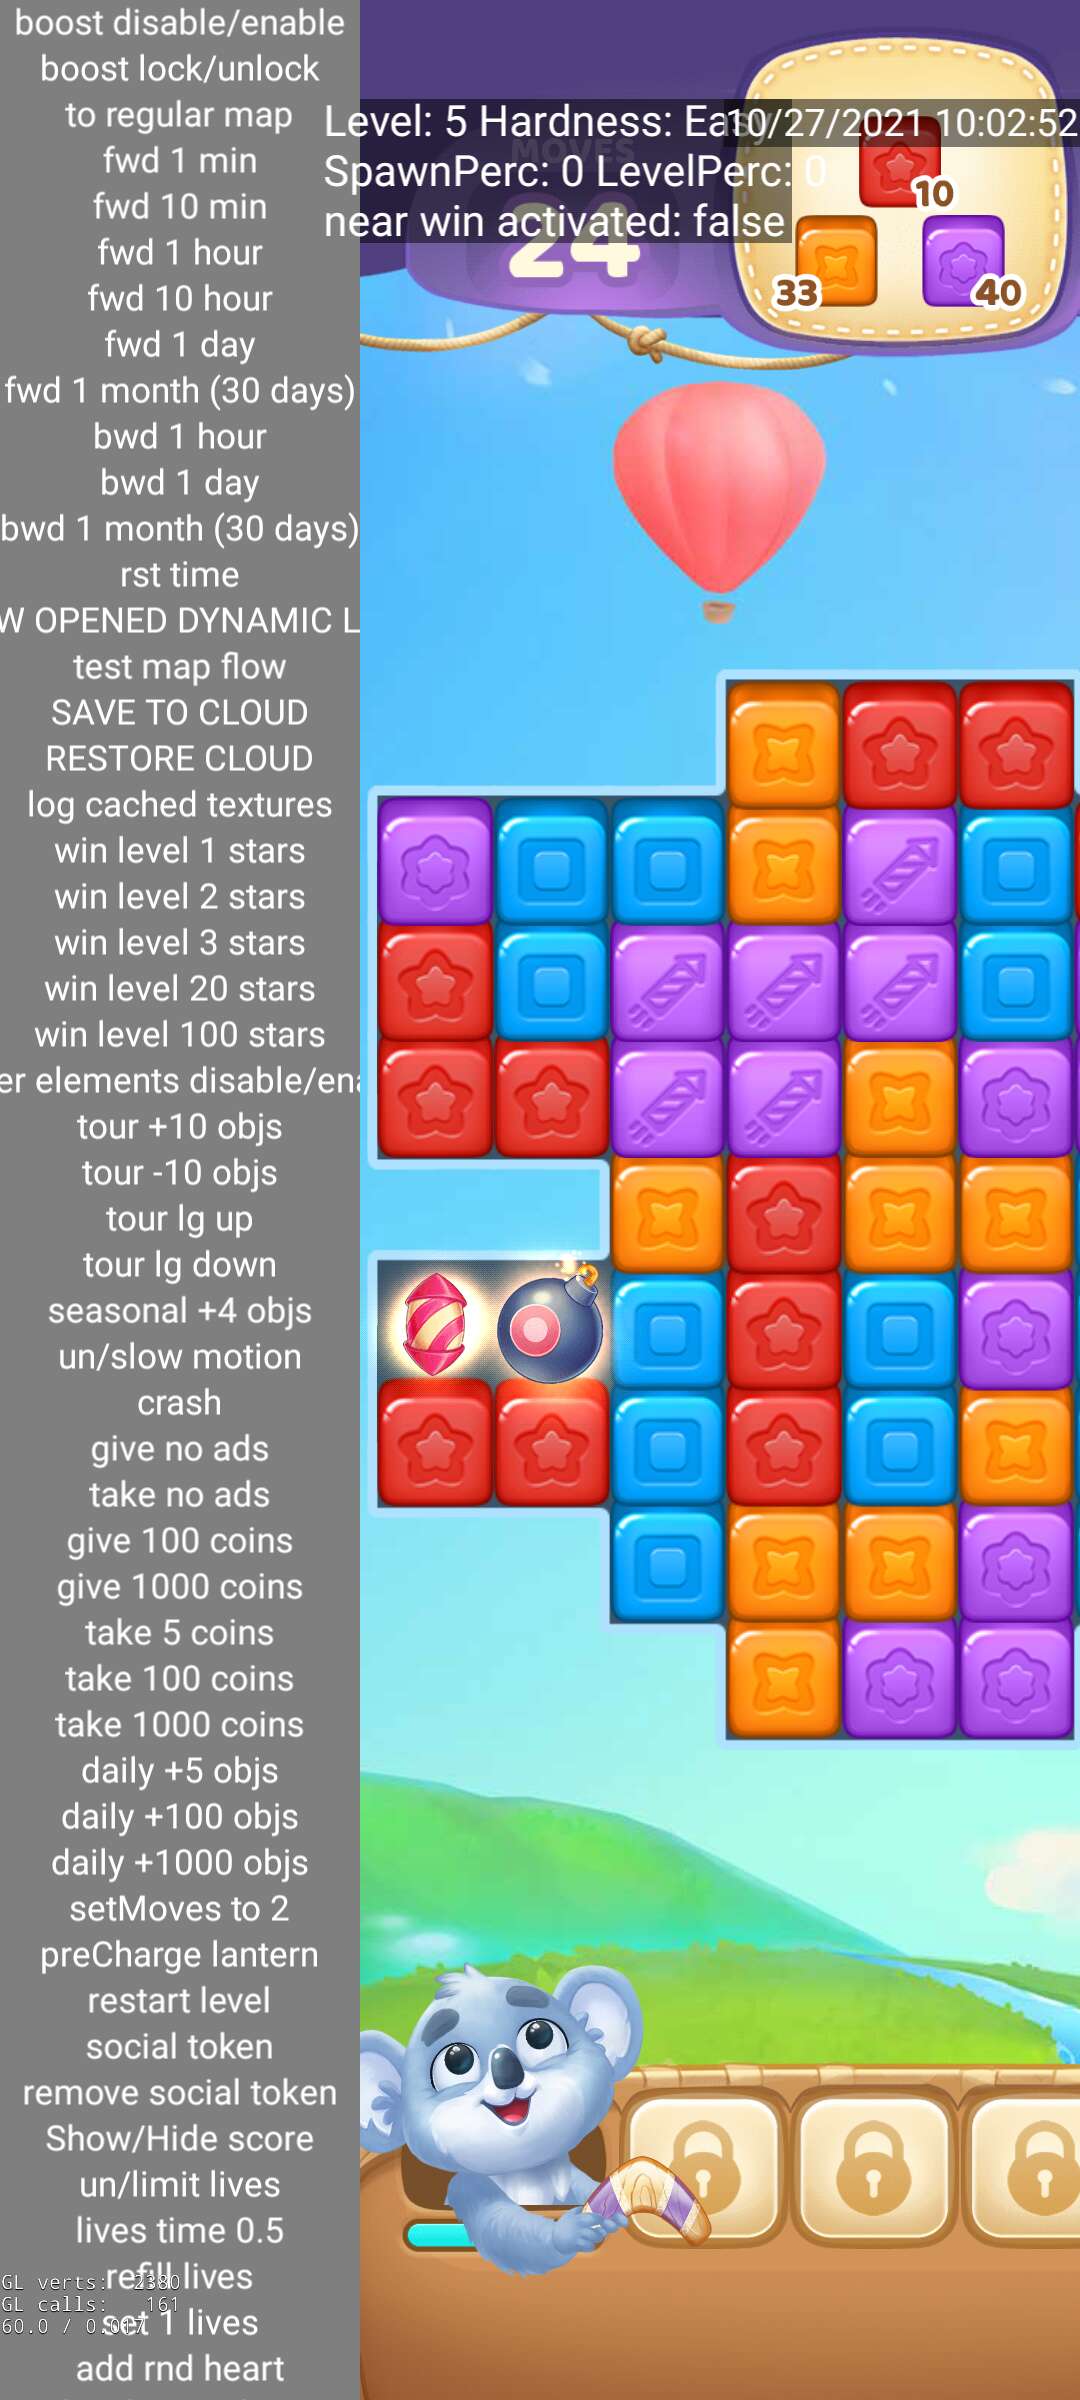 boost disable/enable
boost lock/unlock
to regular map
fwd 1 min
fwd 10 min
fwd 1 hour
fwd 10 hour
fwd 1 day
fwd 1 month (30 days)
bwd 1 hour
bwd 1 day
bwd 1 month (30 days)
rst time
W OPENED DYNAMIC L
test map flow
SAVE TO CLOUD
RESTORE CLOUD
log cached textures
win level 1 stars
win level 2 stars
win level 3 stars
win level 20 stars
win level 100 stars
er elements disable/ena
tour +10 objs
tour -10 objs
tour lg up
tour lg down
seasonal +4 objs
un/slow motion
crash
give no ads
take no ads
give 100 coins
give 1000 coins
take 5 coins
take 100 coins
take 1000 coins
daily +5 objs
daily +100 objs
daily +1000 objs
setMoves to 2
preCharge lantern
restart level
social token
remove social token
Show/Hide score
un/limit lives
lives time 0.5
refill lives
set 1 lives
add rnd heart
GL verts: 2380
GL calls: 161
60.0 / 0.017
Level: 5 Hardness: Easy
10/27/2021 10:02:52
SpawnPerc: 0 LevelPerc: 0
near win activated: false
MOVES
24
10
33
40